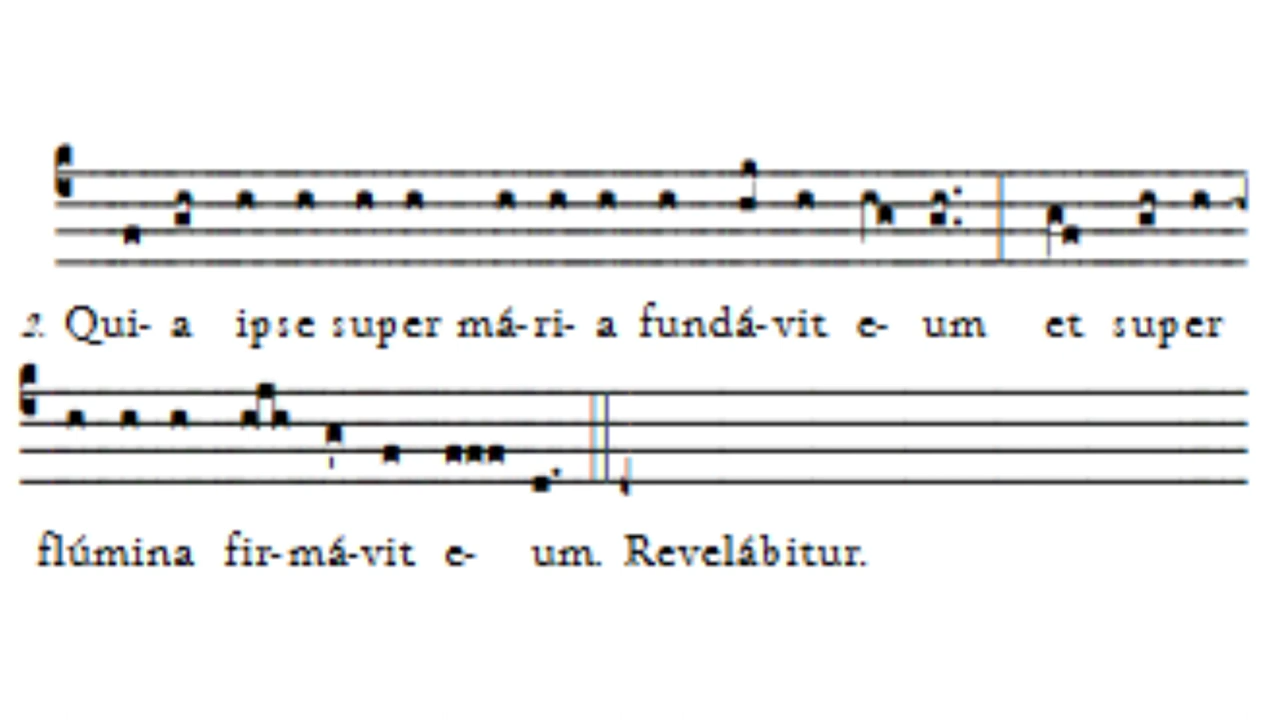 2. Qui- a ipse super má-ri- a fundá-vit e- um et super
flúmina fir-má-vit e- um. Revelábitur.